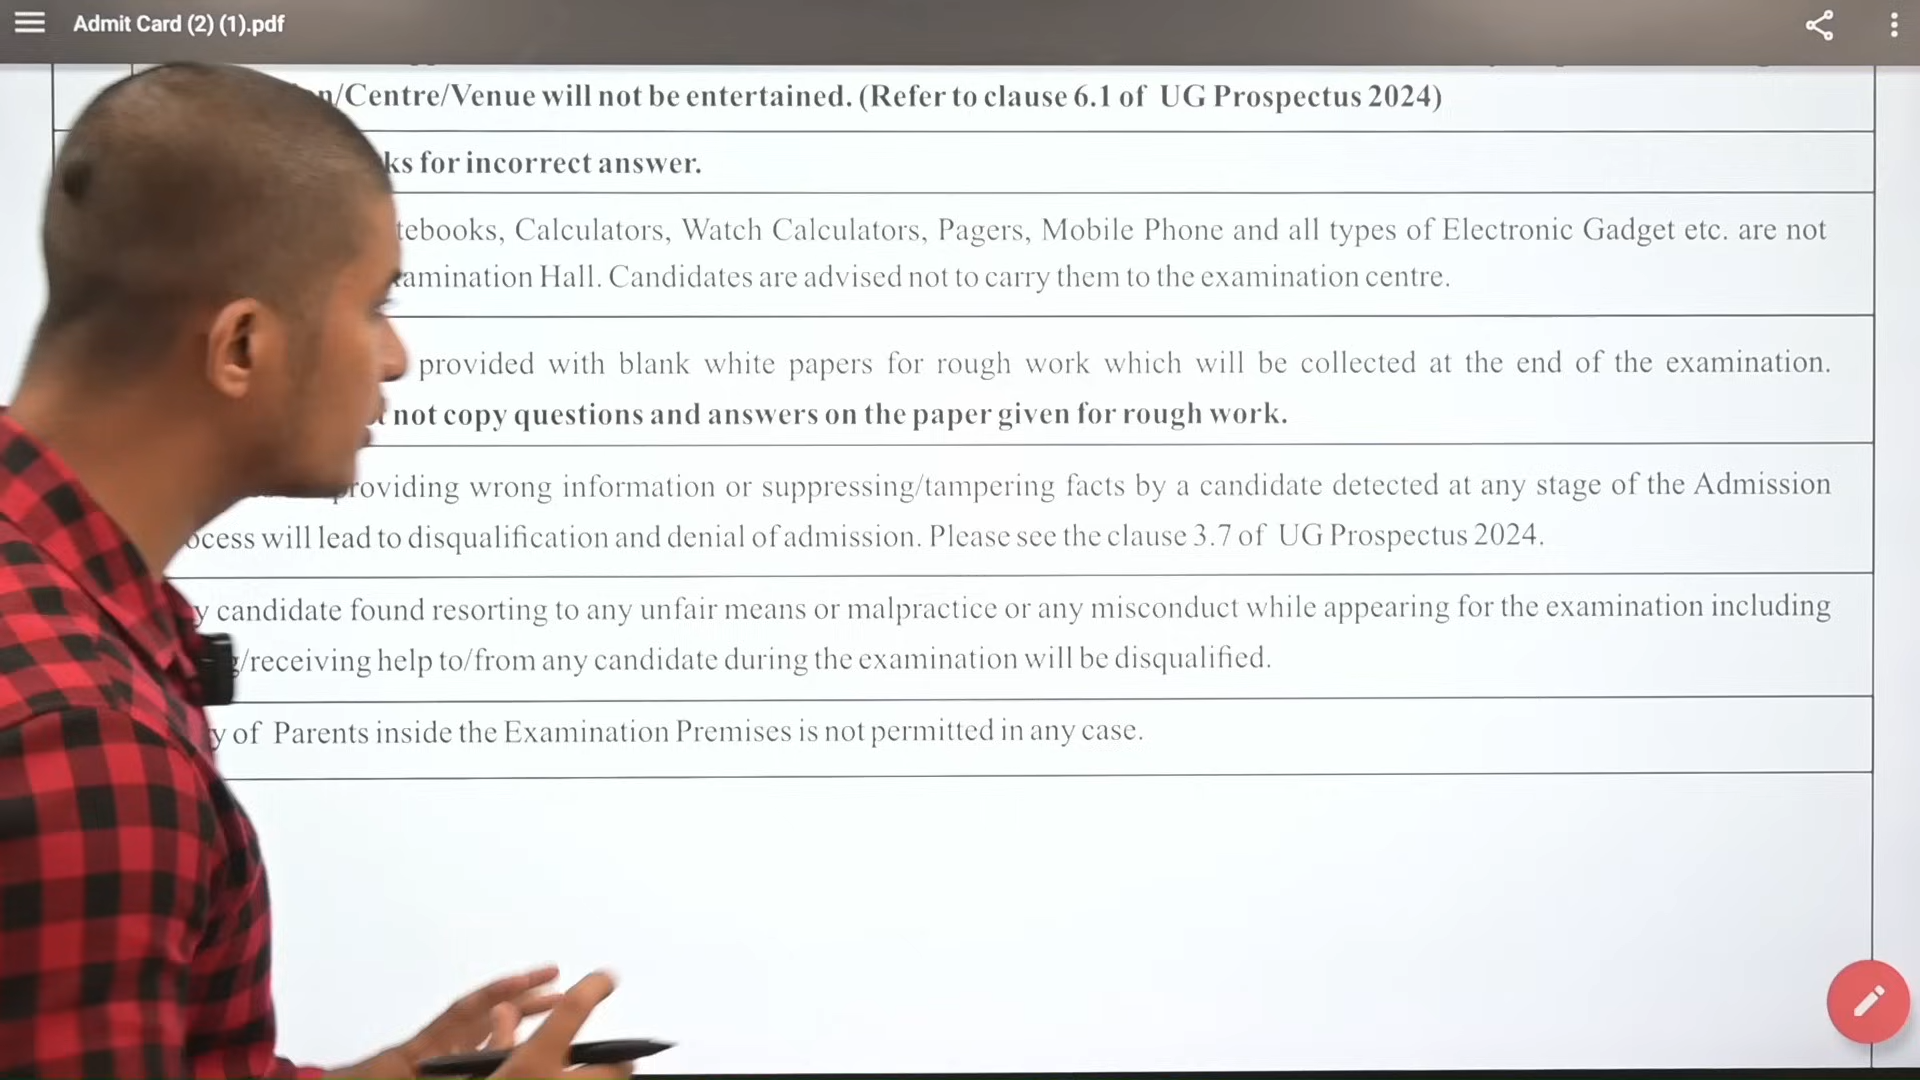 Admit Card (2) (1).pdf
/Centre/Venue will not be entertained. (Refer to clause 6.1 of UG Prospectus 2024)
for incorrect answer.
Calculators, Watch Calculators, Pagers, Mobile Phone and all types of Electronic Gadget etc. are not
Hall. Candidates are advised not to carry them to the examination centre.
provided with blank white papers for rough work which will be collected at the end of the examination.
not copy questions and answers on the paper given for rough work.
providing wrong information or suppressing/tampering facts by a candidate detected at any stage of the Admission
will lead to disqualification and denial of admission. Please see the clause 3.7 of UG Prospectus 2024.
candidate found resorting to any unfair means or malpractice or any misconduct while appearing for the examination including
/receiving help to/from any candidate during the examination will be disqualified.
of Parents inside the Examination Premises is not permitted in any case.